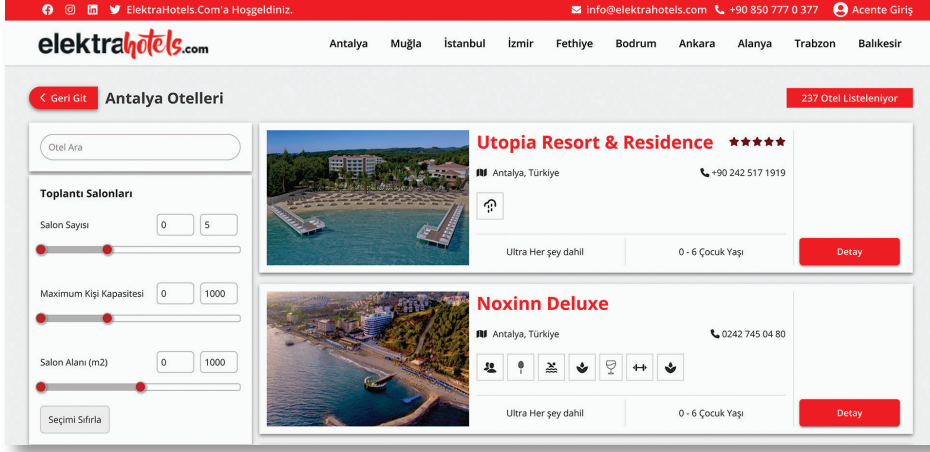 ElektraHotels.Com'a Hoşgeldiniz.
info@elektrahotels.com +90 850 777 0 377 Acente Giriş
elektrahotels.com
Antalya Muğla İstanbul İzmir Fethiye Bodrum Ankara Alanya Trabzon Balıkesir
Geri Git Antalya Otelleri
237 Otel Listeleniyor
Otel Ara
Toplantı Salonları
Salon Sayısı 0 5
Maximum Kişi Kapasitesi 0 1000
Salon Alanı (m2) 0 1000
Seçimi Sıfırla
Utopia Resort & Residence
Antalya, Türkiye +90 242 517 1919
Ultra Her şey dahil 0 - 6 Çocuk Yaşı Detay
Noxinn Deluxe
Antalya, Türkiye 0242 745 04 80
Ultra Her şey dahil 0 - 6 Çocuk Yaşı Detay